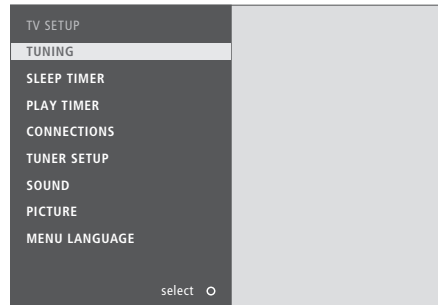 TV SETUP
TUNING
SLEEP TIMER
PLAY TIMER
CONNECTIONS
TUNER SETUP
SOUND
PICTURE
MENU LANGUAGE
select